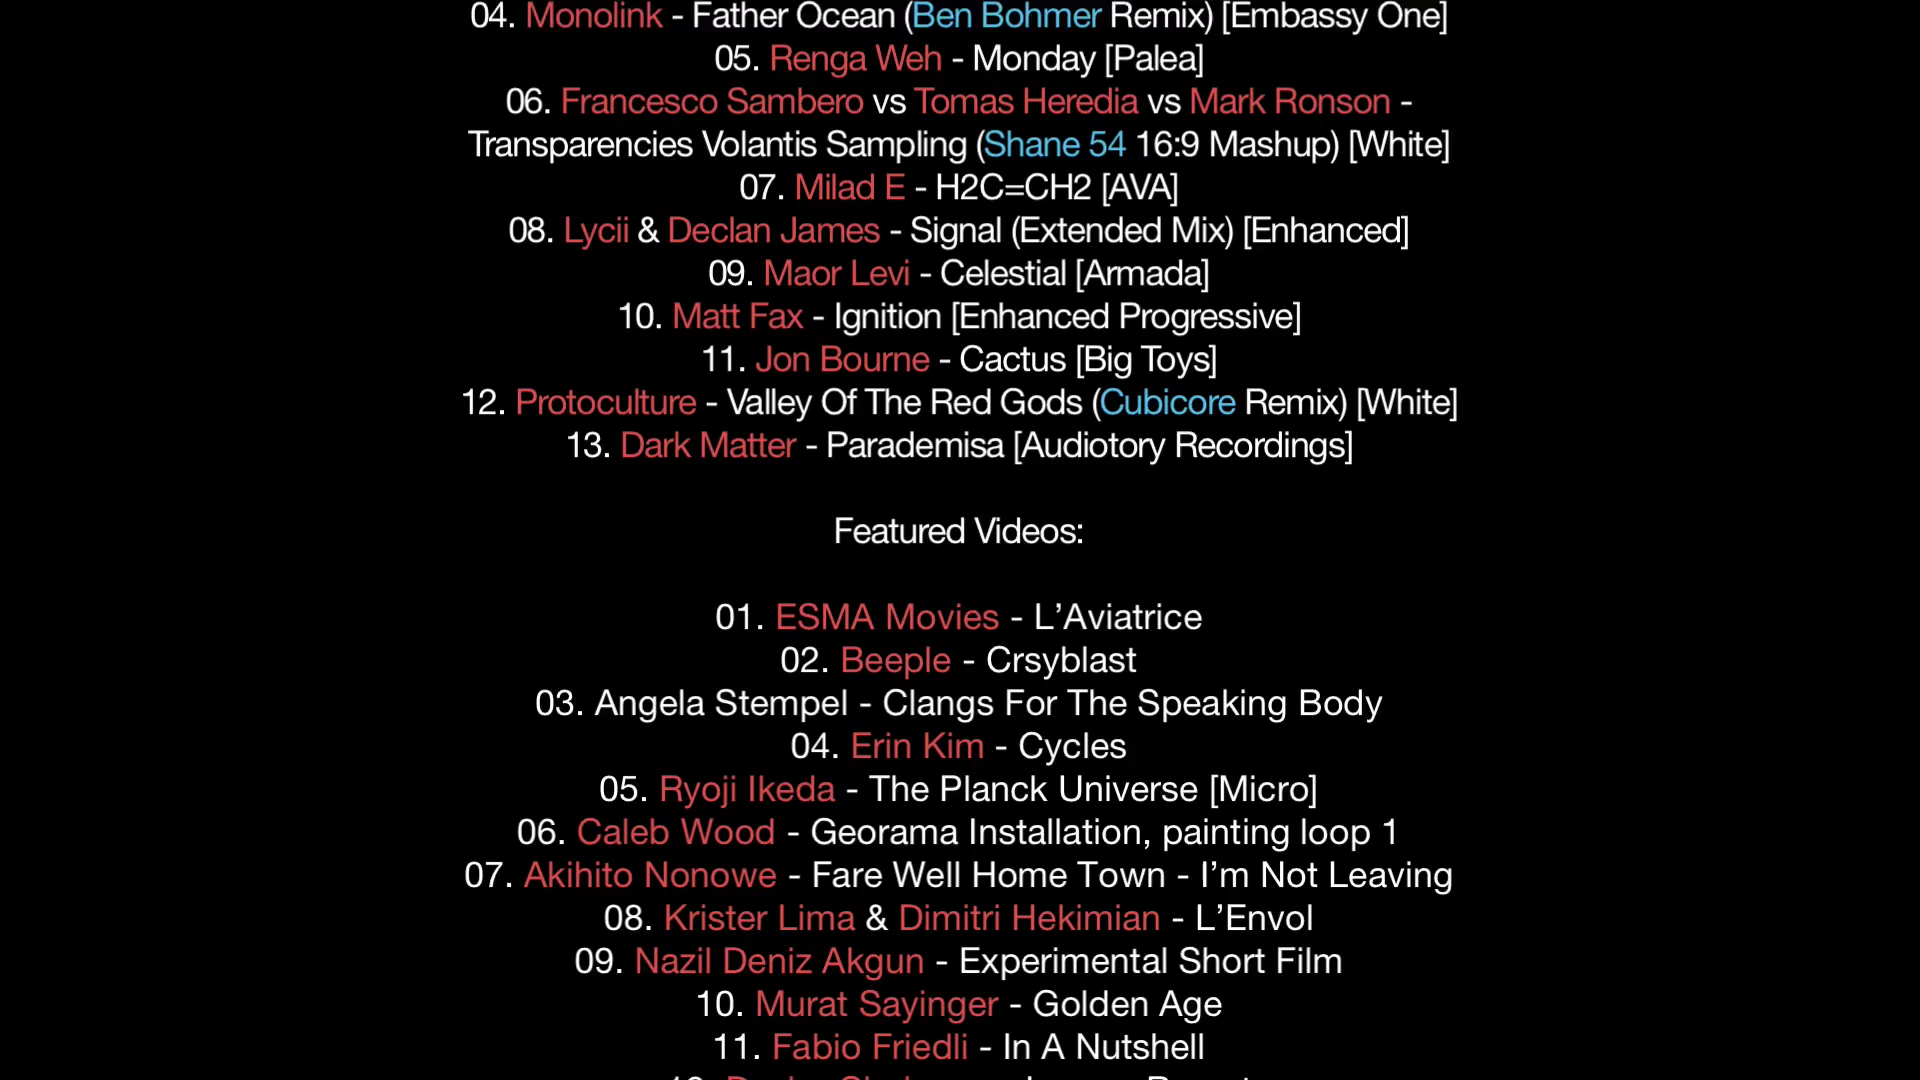 04. Monolink - Father Ocean (Ben Bohmer Remix) [Embassy One]
05. Renga Weh - Monday [Palea]
06. Francesco Sambero vs Tomas Heredia vs Mark Ronson -
Transparencies Volantis Sampling (Shane 54 16:9 Mashup) [White]
07. Milad E - H2C=CH2 [AVA]
08. Lycii & Declan James - Signal (Extended Mix) [Enhanced]
09. Maor Levi - Celestial [Armada]
10. Matt Fax - Ignition [Enhanced Progressive]
11. Jon Bourne - Cactus [Big Toys]
12. Protoculture - Valley Of The Red Gods (Cubicore Remix) [White]
13. Dark Matter - Parademisa [Audiotory Recordings]
Featured Videos:
01. ESMA Movies - L’Aviatrice
02. Beeple - Crsyblast
03. Angela Stempel - Clangs For The Speaking Body
04. Erin Kim - Cycles
05. Ryoji Ikeda - The Planck Universe [Micro]
06. Caleb Wood - Georama Installation, painting loop 1
07. Akihito Nonowe - Fare Well Home Town - I’m Not Leaving
08. Krister Lima & Dimitri Hekimian - L’Envol
09. Nazil Deniz Akgun - Experimental Short Film
10. Murat Sayinger - Golden Age
11. Fabio Friedli - In A Nutshell